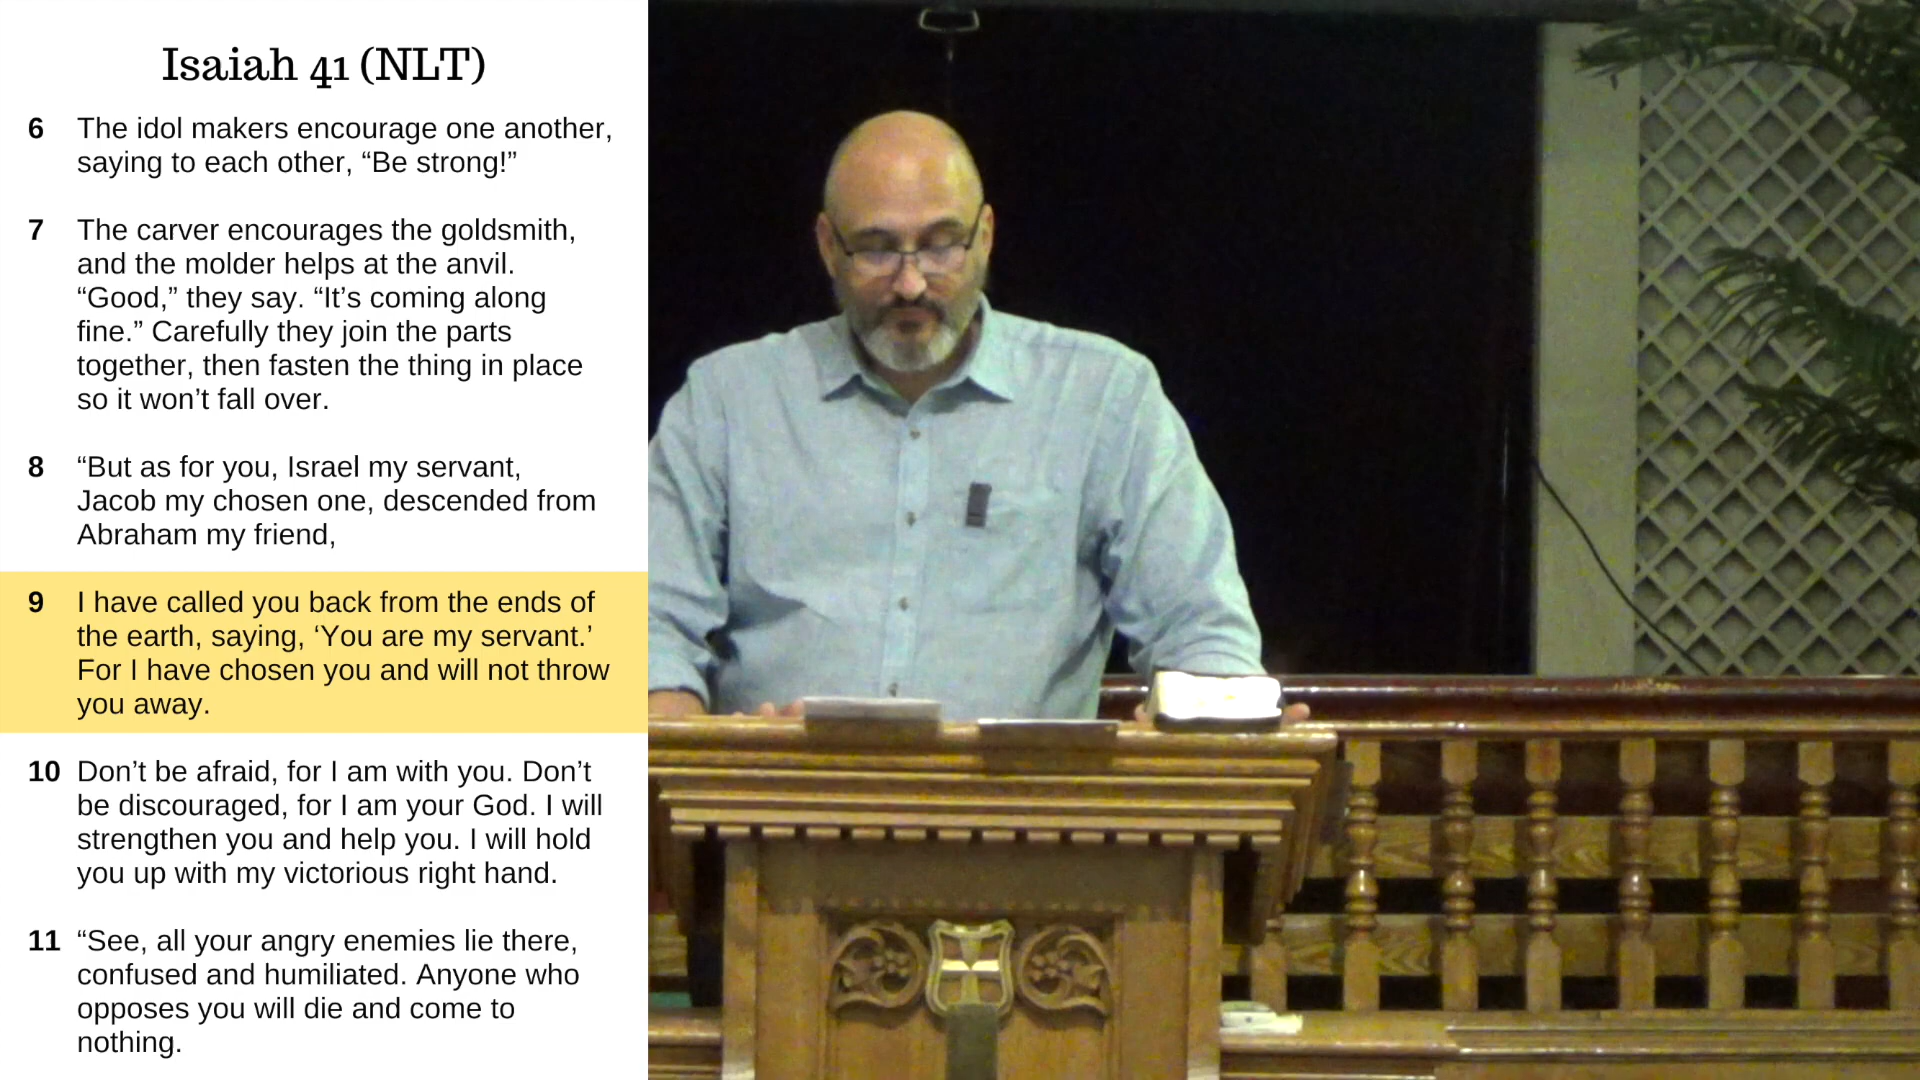 Isaiah 41 (NLT)
6 The idol makers encourage one another,
saying to each other, “Be strong!”
7 The carver encourages the goldsmith,
and the molder helps at the anvil.
“Good,” they say. “It’s coming along
fine.” Carefully they join the parts
together, then fasten the thing in place
so it won’t fall over.
8 “But as for you, Israel my servant,
Jacob my chosen one, descended from
Abraham my friend,
9 I have called you back from the ends of
the earth, saying, ‘You are my servant.’
For I have chosen you and will not throw
you away.
10 Don’t be afraid, for I am with you. Don’t
be discouraged, for I am your God. I will
strengthen you and help you. I will hold
you up with my victorious right hand.
11 “See, all your angry enemies lie there,
confused and humiliated. Anyone who
opposes you will die and come to
nothing.